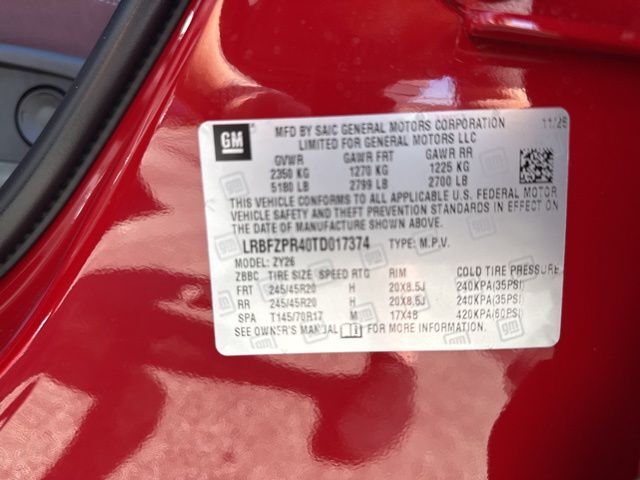 GM
MFD BY SAIC GENERAL MOTORS CORPORATION 11/25
LIMITED FOR GENERAL MOTORS LLC
GVWR GAWR FRT GAWR RR
2350 KG 1270 KG 1225 KG
5180 LB 2799 LB 2700 LB
THIS VEHICLE CONFORMS TO ALL APPLICABLE U.S. FEDERAL MOTOR
VEHICLE SAFETY AND THEFT PREVENTION STANDARDS IN EFFECT ON
THE DATE OF MANUFACTURE SHOWN ABOVE.
LRBFZPR40TD017374 TYPE: M.P.V.
MODEL: ZY26
ZBBC TIRE SIZE SPEED RTG RIM COLD TIRE PRESSURE
FRT 245/45R20 H 20X8.5J 240KPA(35PSI)
RR 245/45R20 H 20X8.5J 240KPA(35PSI)
SPA T145/70R17 M 17X4B 420KPA(60PSI)
SEE OWNER'S MANUAL FOR MORE INFORMATION